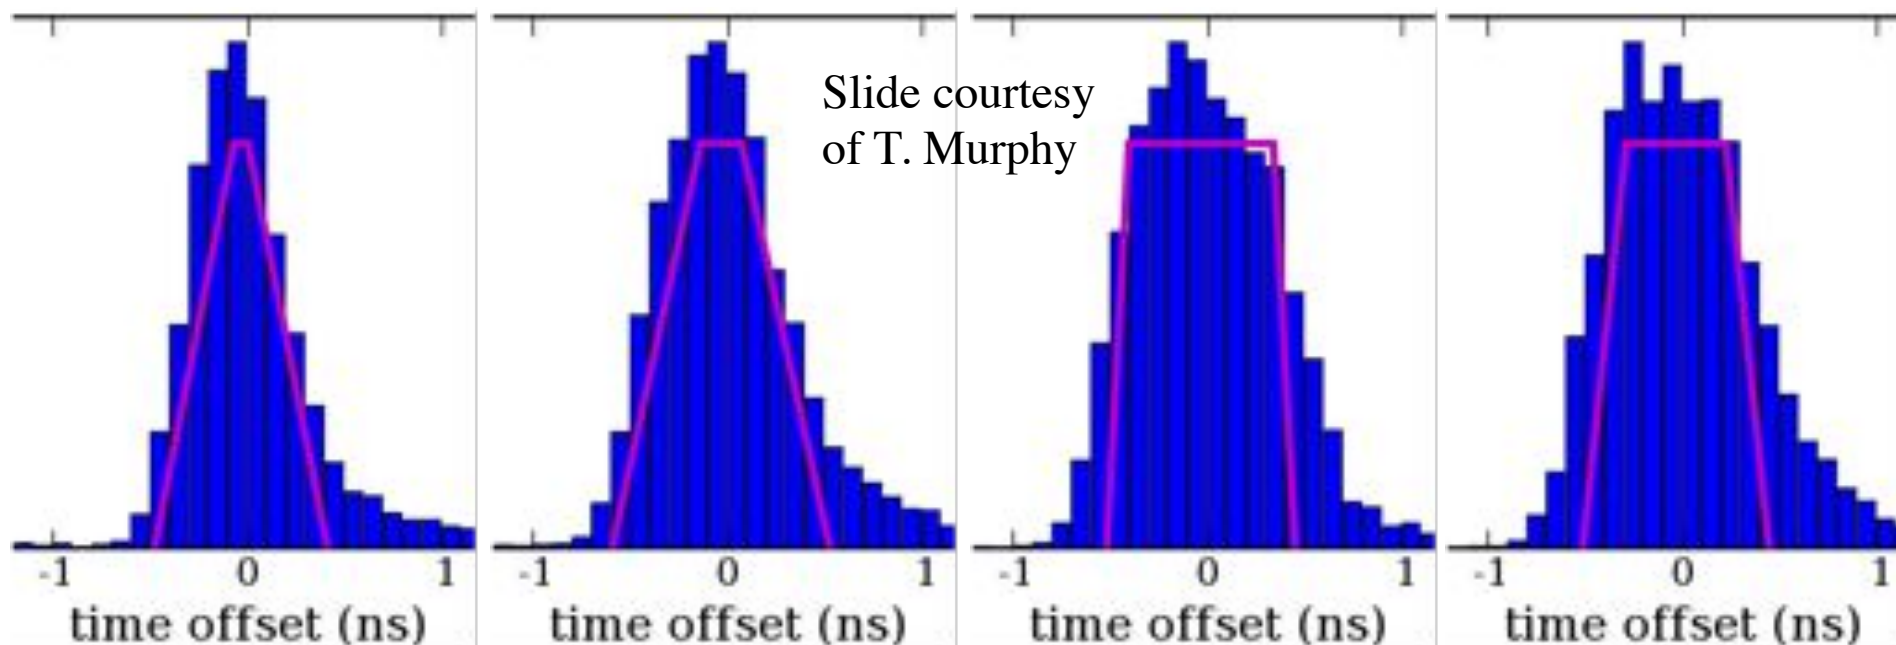 Slide courtesy
of T. Murphy
-1 0 1 -1 0 1 -1 0 1 -1 0 1
time offset (ns) time offset (ns) time offset (ns) time offset (ns)